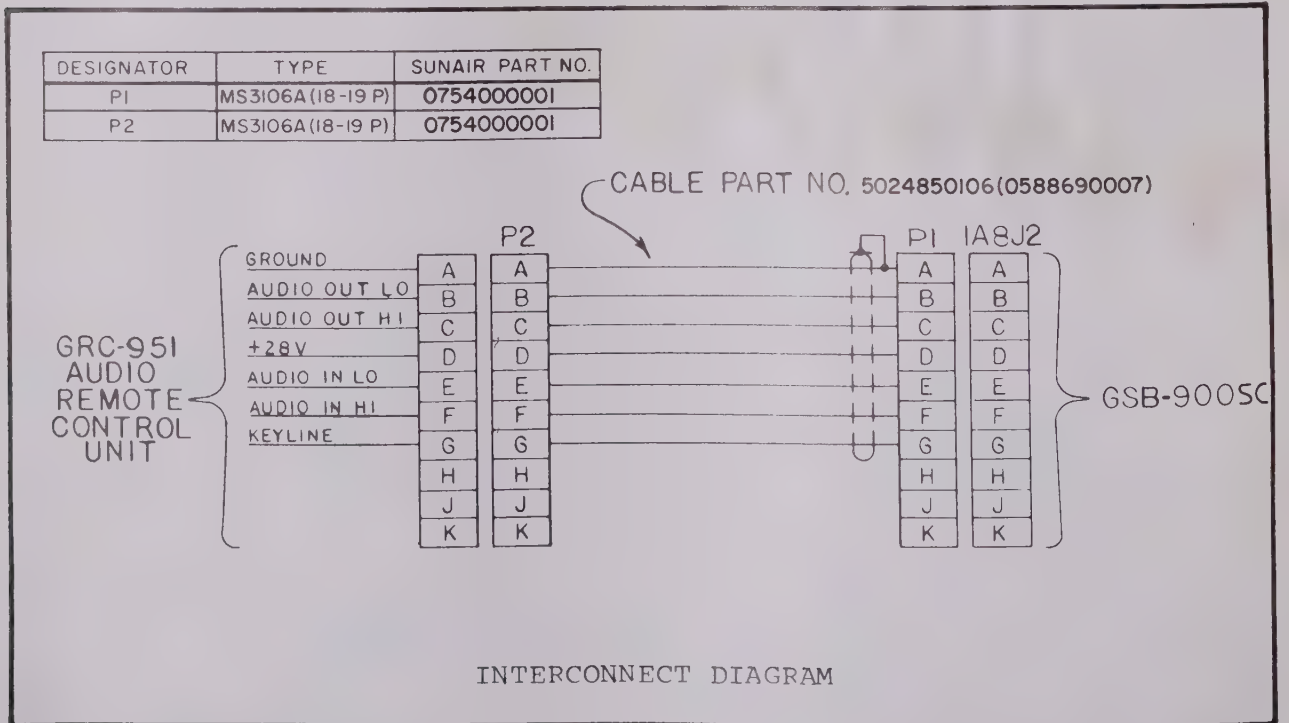 DESIGNATOR TYPE SUNAIR PART NO.
P1 MS3106A(18-19 P) 0754000001
P2 MS3106A(18-19 P) 0754000001
CABLE PART NO. 5024850106(0588690007)
P2 P1 1A8J2
GROUND A A A A
AUDIO OUT LO B B B B
AUDIO OUT HI C C C C
+28V D D D D
AUDIO IN LO E E E E
AUDIO IN HI F F F F
KEYLINE G G G G
H H H H
J J J J
K K K K
GRC-951
AUDIO
REMOTE
CONTROL
UNIT
GSB-900SC
INTERCONNECT DIAGRAM